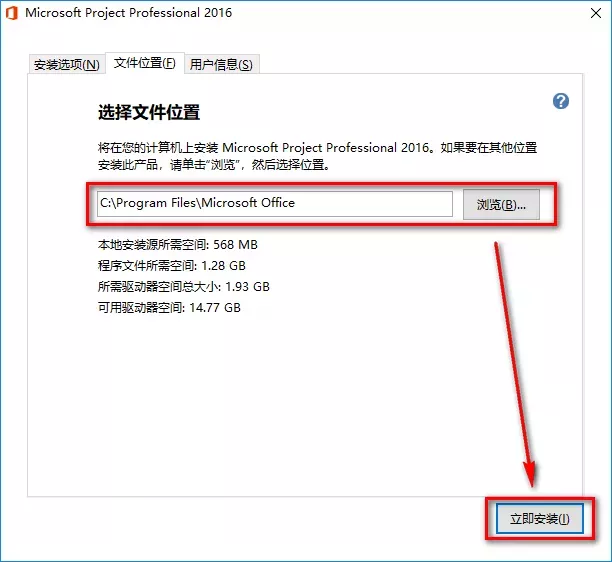 Microsoft Project Professional 2016
安装选项(N) 文件位置(F) 用户信息(S)
选择文件位置
?
将在您的计算机上安装 Microsoft Project Professional 2016。如果要在其他位置
安装此产品，请单击“浏览”，然后选择位置。
C:\Program Files\Microsoft Office 浏览(B)...
本地安装源所需空间: 568 MB
程序文件所需空间: 1.28 GB
所需驱动器空间总大小: 1.93 GB
可用驱动器空间: 14.77 GB
立即安装(I)